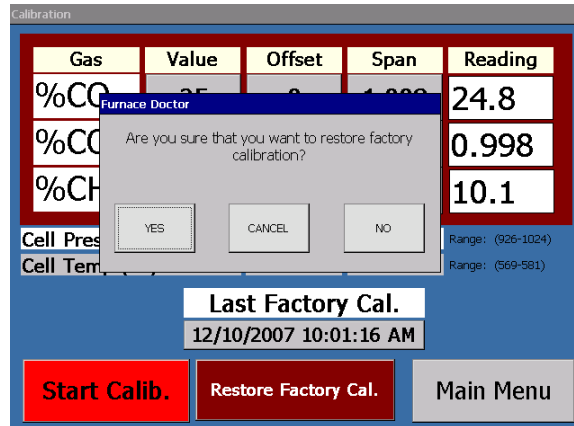 Calibration
Gas Value Offset Span Reading
%CO 24.8
Furnace Doctor
Are you sure that you want to restore factory
calibration?
0.998
10.1
YES CANCEL NO
Cell Range: (926-1024)
Cell Range: (569-581)
Last Factory Cal.
12/10/2007 10:01:16 AM
Start Calib. Restore Factory Cal. Main Menu